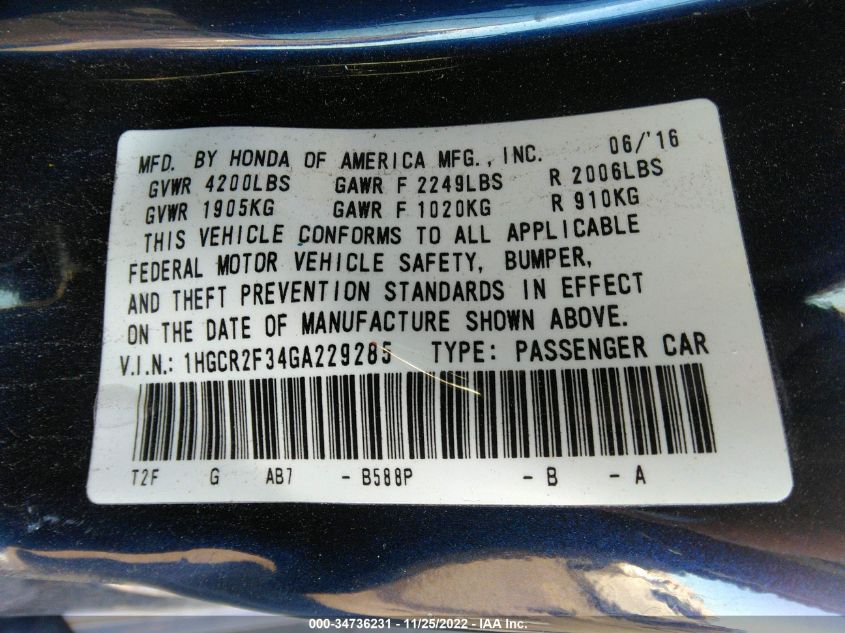 MFD. BY HONDA OF AMERICA MFG., INC. 06/'16
GVWR 4200LBS GAWR F 2249LBS R 2006LBS
GVWR 1905KG GAWR F 1020KG R 910KG
THIS VEHICLE CONFORMS TO ALL APPLICABLE
FEDERAL MOTOR VEHICLE SAFETY, BUMPER,
AND THEFT PREVENTION STANDARDS IN EFFECT
ON THE DATE OF MANUFACTURE SHOWN ABOVE.
V.I.N.: 1HGCR2F34GA229285 TYPE: PASSENGER CAR
T2F G AB7 - B588P - B - A
000-34736231 - 11/25/2022 - IAA Inc.